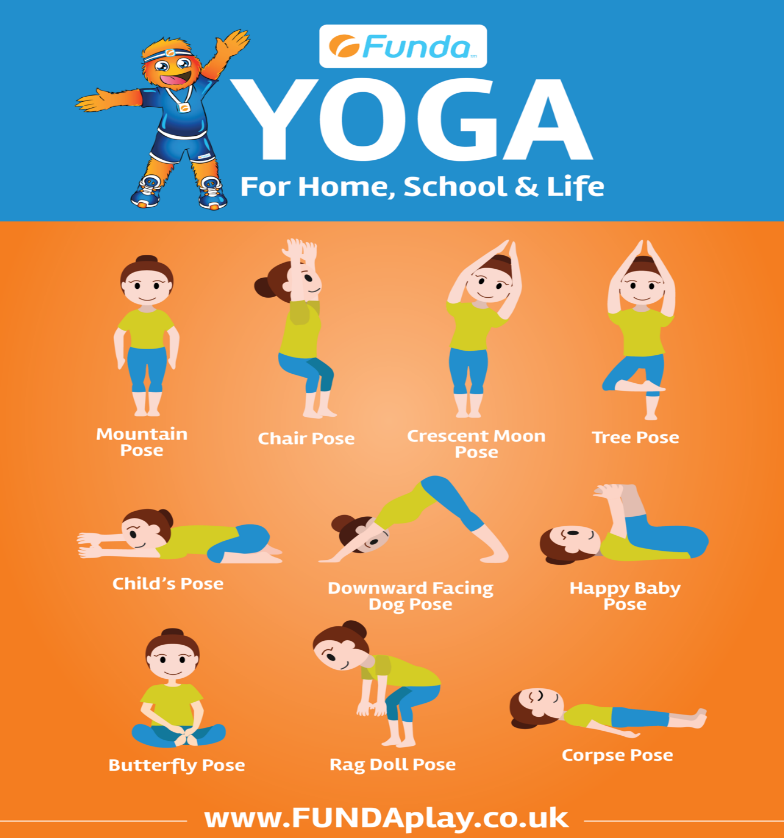 Funda
YOGA
For Home, School & Life
Mountain
Pose
Chair Pose
Crescent Moon
Pose
Tree Pose
Child's Pose
Downward Facing
Dog Pose
Happy Baby
Pose
Butterfly Pose
Rag Doll Pose
Corpse Pose
www.FUNDAplay.co.uk